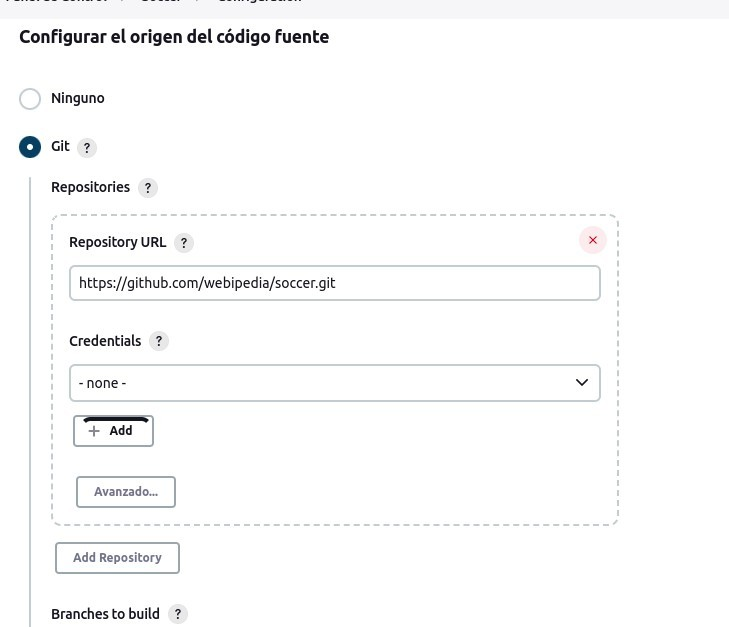 Configurar el origen del código fuente
Ninguno
Git ?
Repositories ?
Repository URL ?
https://github.com/webipedia/soccer.git
Credentials ?
- none -
+ Add
Avanzado...
Add Repository
Branches to build ?